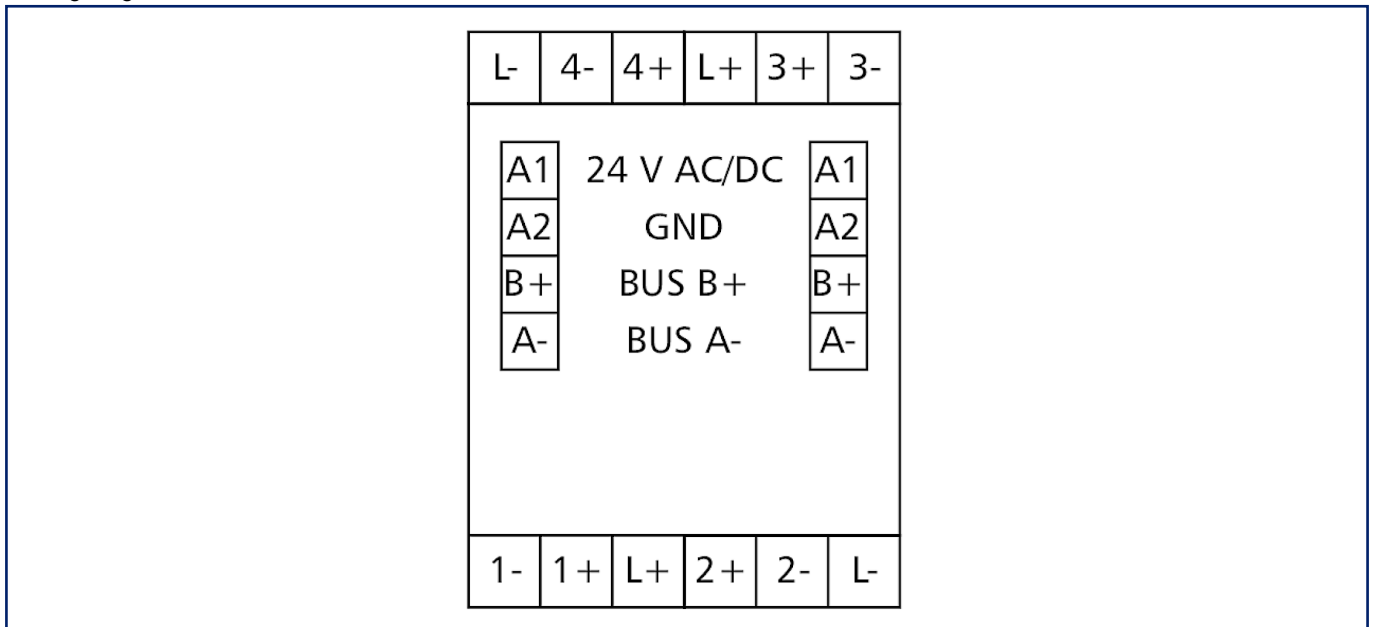 L- 4- 4+ L+ 3+ 3-
A1 24 V AC/DC A1
A2 GND A2
B+ BUS B+ B+
A- BUS A- A-
1- 1+ L+ 2+ 2- L-